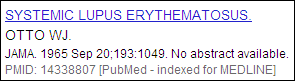 SYSTEMIC LUPUS ERYTHEMATOSUS.
OTTO WJ.
JAMA. 1965 Sep 20;193:1049. No abstract available.
PMID: 14338807 [PubMed - indexed for MEDLINE]